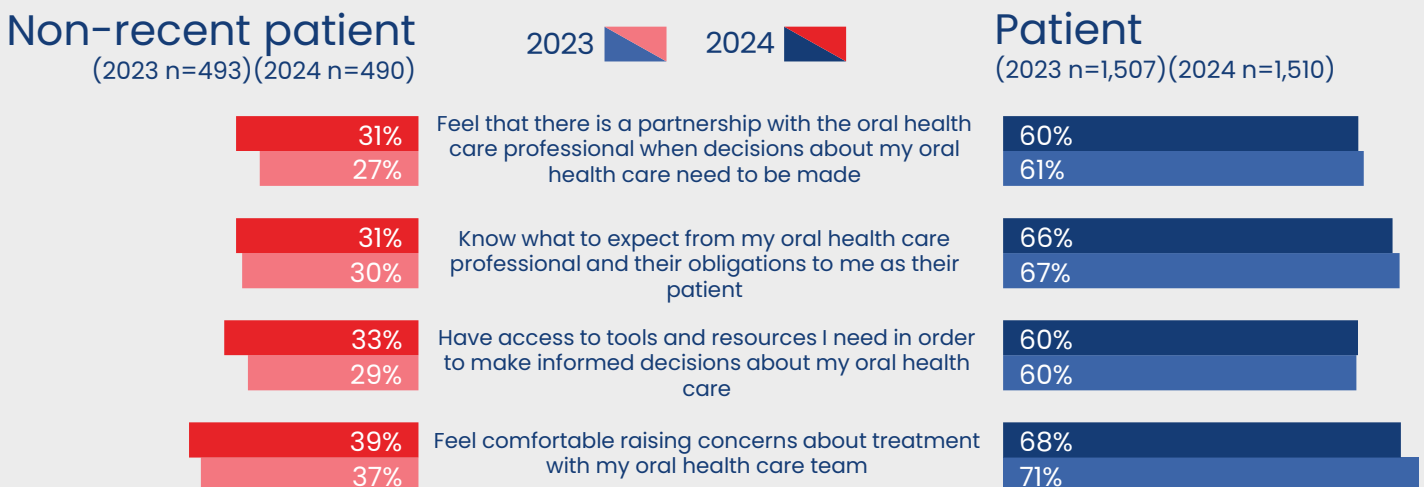 Non-recent patient
(2023 n=493)(2024 n=490)
2023
2024
Patient
(2023 n=1,507)(2024 n=1,510)
31%
27%
Feel that there is a partnership with the oral health
care professional when decisions about my oral
health care need to be made
60%
61%
31%
30%
Know what to expect from my oral health care
professional and their obligations to me as their
patient
66%
67%
33%
29%
Have access to tools and resources I need in order
to make informed decisions about my oral health
care
60%
60%
39%
37%
Feel comfortable raising concerns about treatment
with my oral health care team
68%
71%